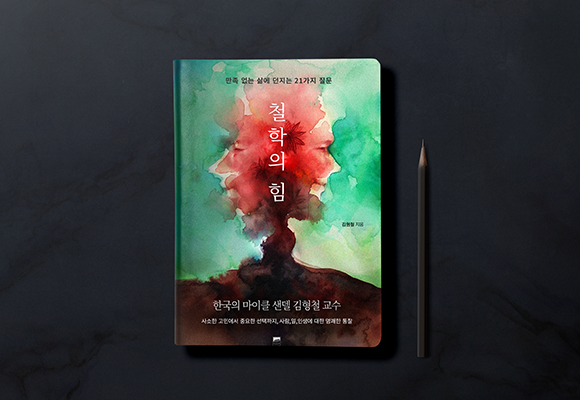 만족 없는 삶에 던지는 21가지 질문
철학의 힘
김형철 지음
한국의 마이클 샌델 김형철 교수
사소한 고민에서 중요한 선택까지, 사람,일,인생에 대한 명쾌한 통찰